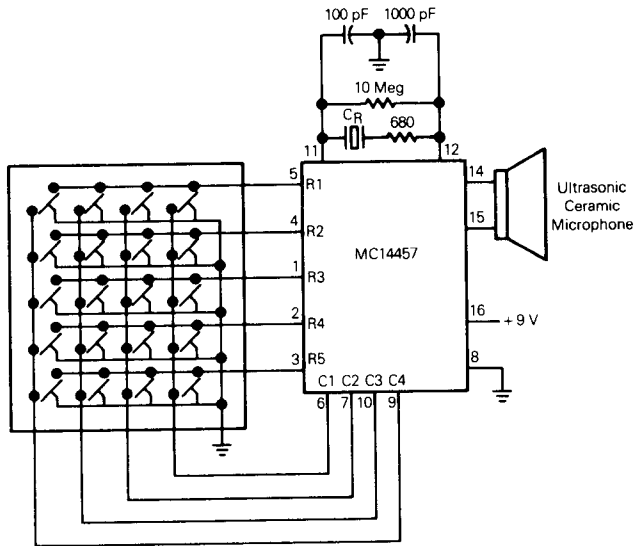 100 pF
1000 pF
10 Meg
CR
680
11
12
5
R1
14
4
R2
15
Ultrasonic
Ceramic
Microphone
MC14457
1
R3
2
R4
16
+ 9 V
3
R5
8
C1 C2 C3 C4
6 7 10 9